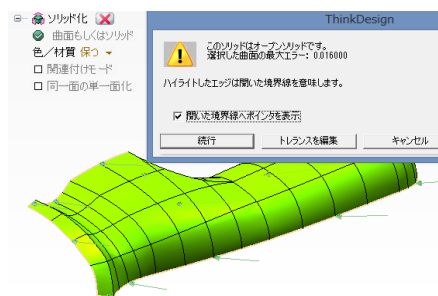 ソリッド化
曲面もしくはソリッド
色/材質 保つ
関連付けモード
同一面の単一面化
ThinkDesign
このソリッドはオープンソリッドです。
選択した曲面の最大エラー: 0.016000
ハイライトしたエッジは開いた境界線を意味します。
開いた境界線へポインタを表示
続行
トレランスを編集
キャンセル